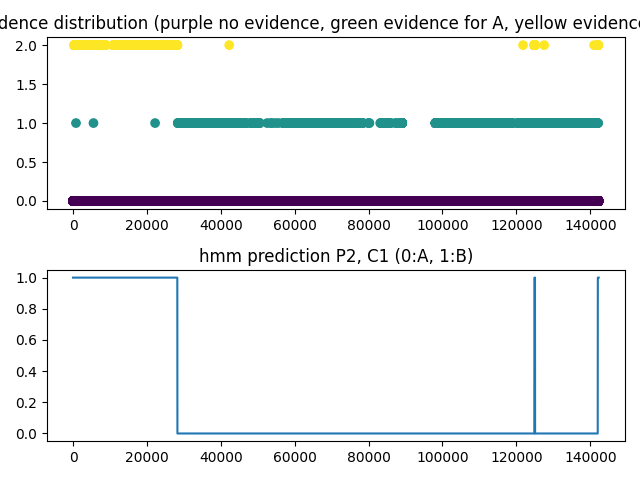 dence distribution (purple no evidence, green evidence for A, yellow evidenc
2.0
1.5
1.0
0.5
0.0
0 20000 40000 60000 80000 100000 120000 140000
hmm prediction P2, C1 (0:A, 1:B)
1.0
0.8
0.6
0.4
0.2
0.0
0 20000 40000 60000 80000 100000 120000 140000